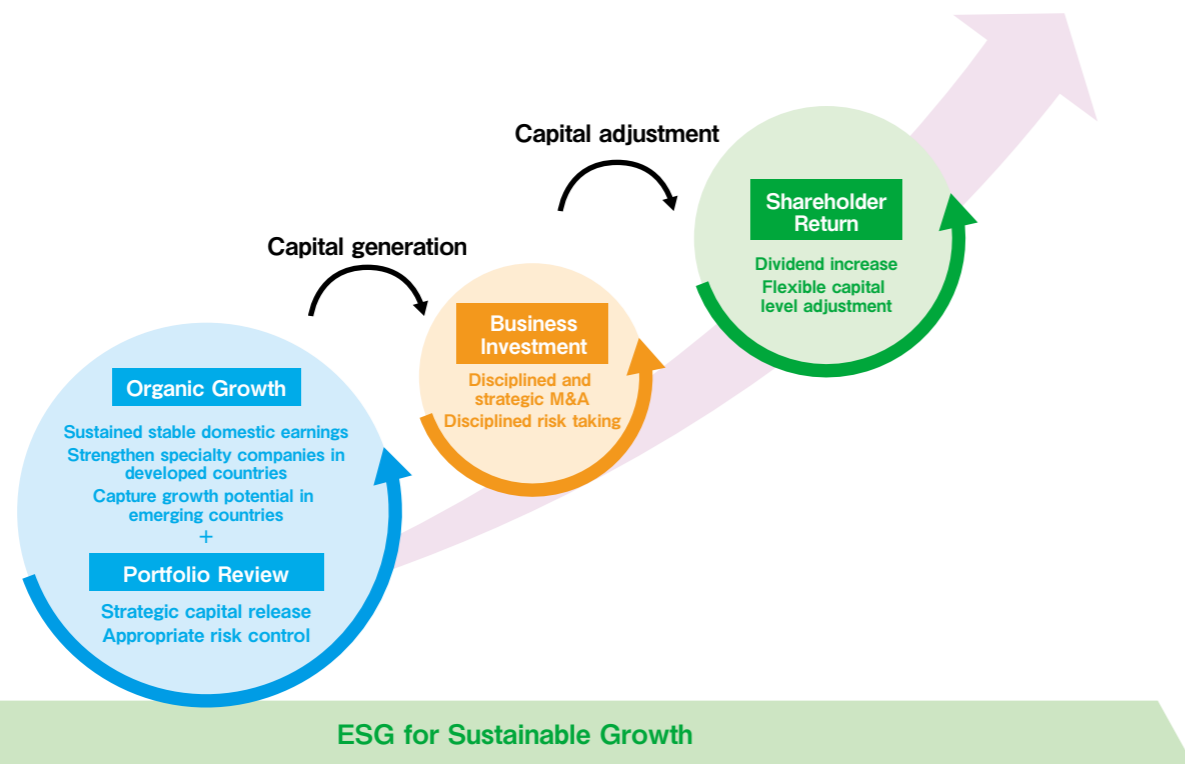 Capital adjustment
Shareholder
Return
Dividend increase
Flexible capital
level adjustment
Capital generation
Business
Investment
Disciplined and
strategic M&A
Disciplined risk taking
Organic Growth
Sustained stable domestic earnings
Strengthen specialty companies in
developed countries
Capture growth potential in
emerging countries
+
Portfolio Review
Strategic capital release
Appropriate risk control
ESG for Sustainable Growth